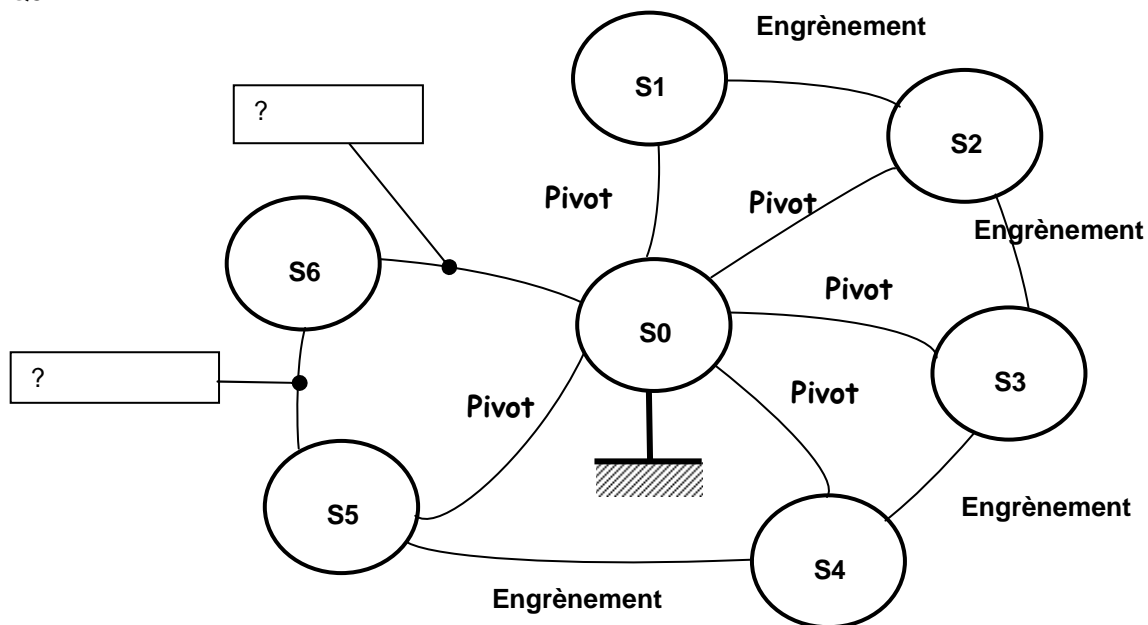 Engrènement
S1
?
S2
Pivot
Pivot
Engrènement
S6
Pivot
S0
?
S3
Pivot
Pivot
Engrènement
S5
S4
Engrènement